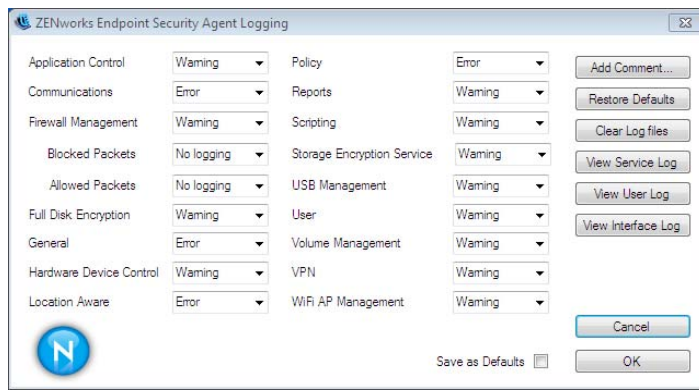 ZENworks Endpoint Security Agent Logging
Application Control Warning
Communications Error
Firewall Management Warning
Blocked Packets No logging
Allowed Packets No logging
Full Disk Encryption Warning
General Error
Hardware Device Control Warning
Location Aware Error
Policy Error
Reports Warning
Scripting Warning
Storage Encryption Service Warning
USB Management Warning
User Warning
Volume Management Warning
VPN Warning
WiFi AP Management Warning
Add Comment...
Restore Defaults
Clear Log files
View Service Log
View User Log
View Interface Log
Cancel
N
Save as Defaults
OK